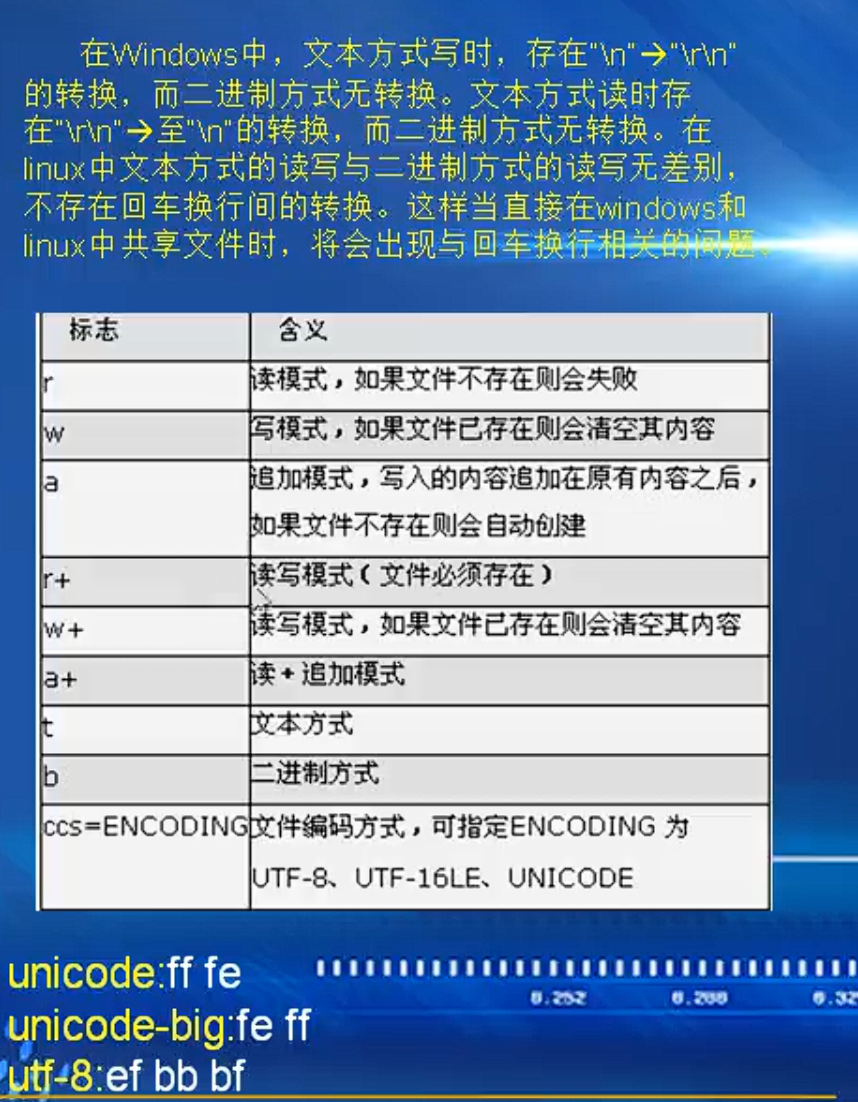 在Windows中，文本方式写时，存在"\n"→"\r\n"
的转换，而二进制方式无转换。文本方式读时存
在"\r\n"→至"\n"的转换，而二进制方式无转换。在
linux中文本方式的读写与二进制方式的读写无差别，
不存在回车换行间的转换。这样当直接在windows和
linux中共享文件时，将会出现与回车换行相关的问题。
标志 含义
r 读模式，如果文件不存在则会失败
w 写模式，如果文件已存在则会清空其内容
a 追加模式，写入的内容追加在原有内容之后，
如果文件不存在则会自动创建
r+ 读写模式（文件必须存在）
w+ 读写模式，如果文件已存在则会清空其内容
a+ 读+追加模式
t 文本方式
b 二进制方式
ccs=ENCODING 文件编码方式，可指定ENCODING 为
UTF-8、UTF-16LE、UNICODE
unicode:ff fe
0.252 0.288
unicode-big:fe ff
utf-8:ef bb bf